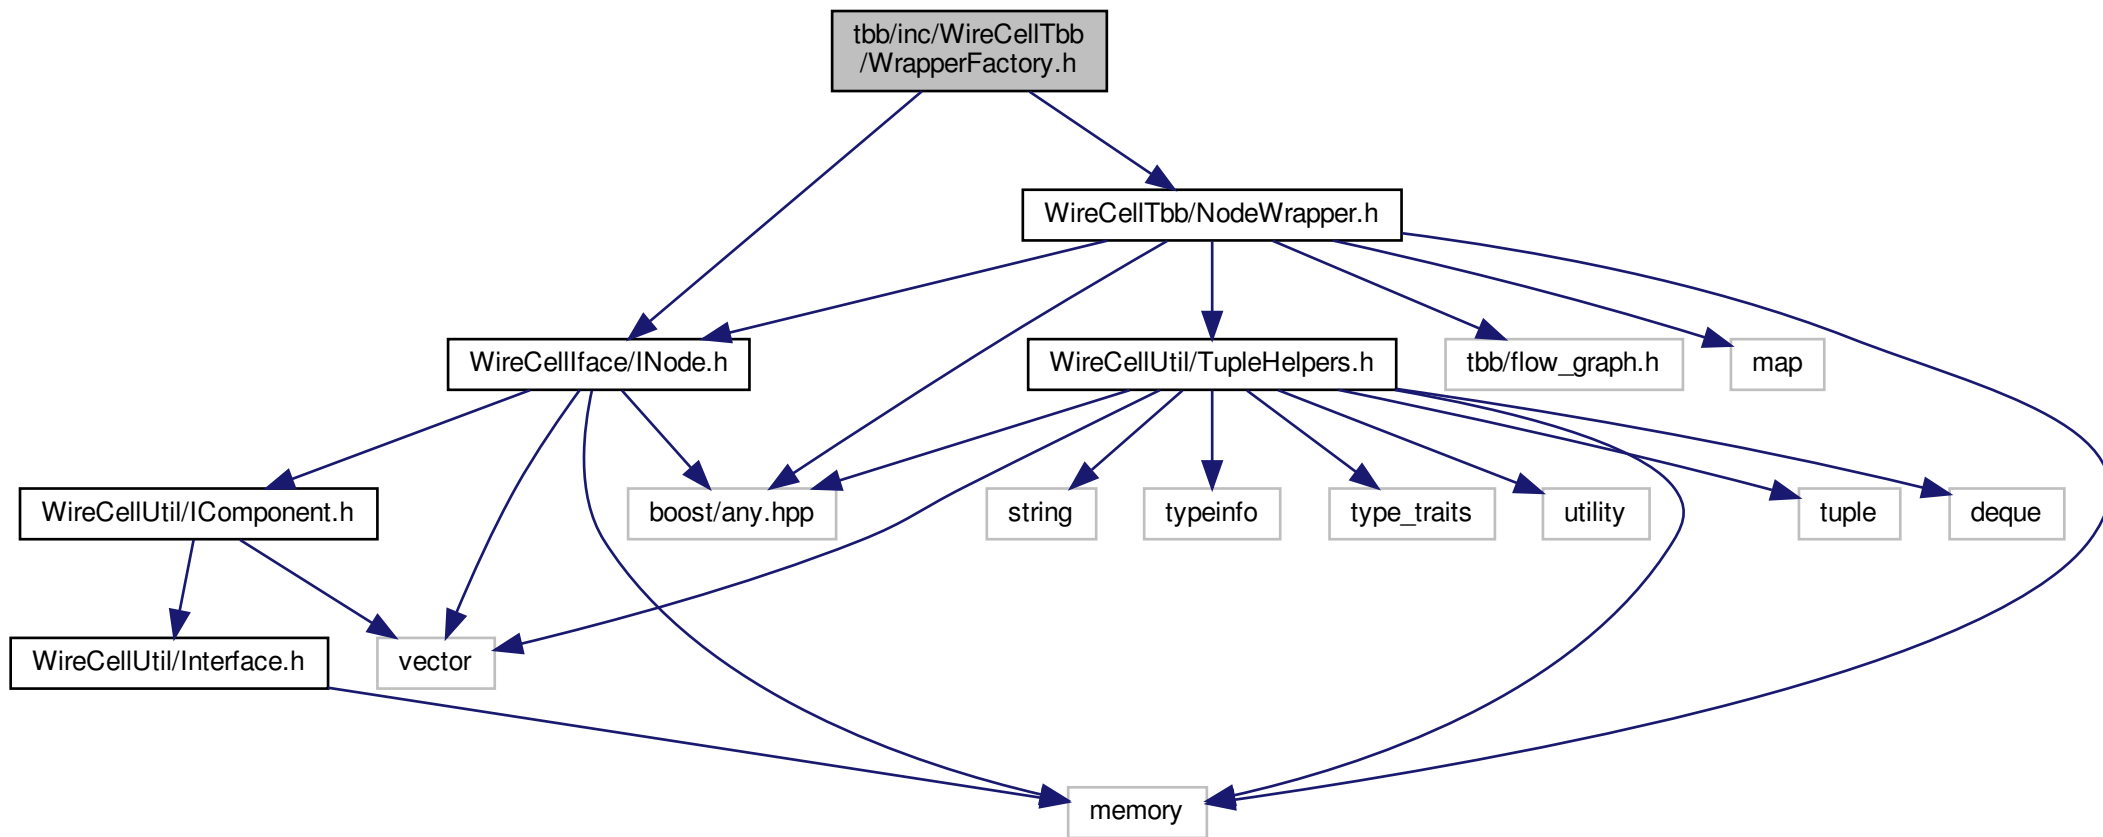 tbb/inc/WireCellTbb
/WrapperFactory.h
WireCellTbb/NodeWrapper.h
WireCellIface/INode.h
WireCellUtil/TupleHelpers.h
tbb/flow_graph.h
map
WireCellUtil/IComponent.h
boost/any.hpp
string
typeinfo
type_traits
utility
tuple
deque
WireCellUtil/Interface.h
vector
memory